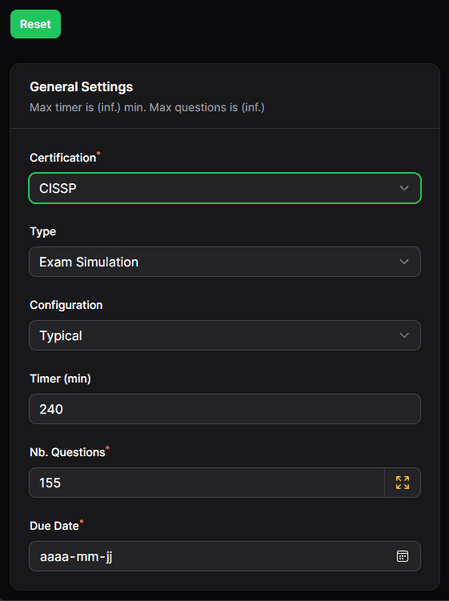 Reset
General Settings
Max timer is (inf.) min. Max questions is (inf.)
Certification*
CISSP
Type
Exam Simulation
Configuration
Typical
Timer (min)
240
Nb. Questions*
155
Due Date*
aaaa-mm-jj